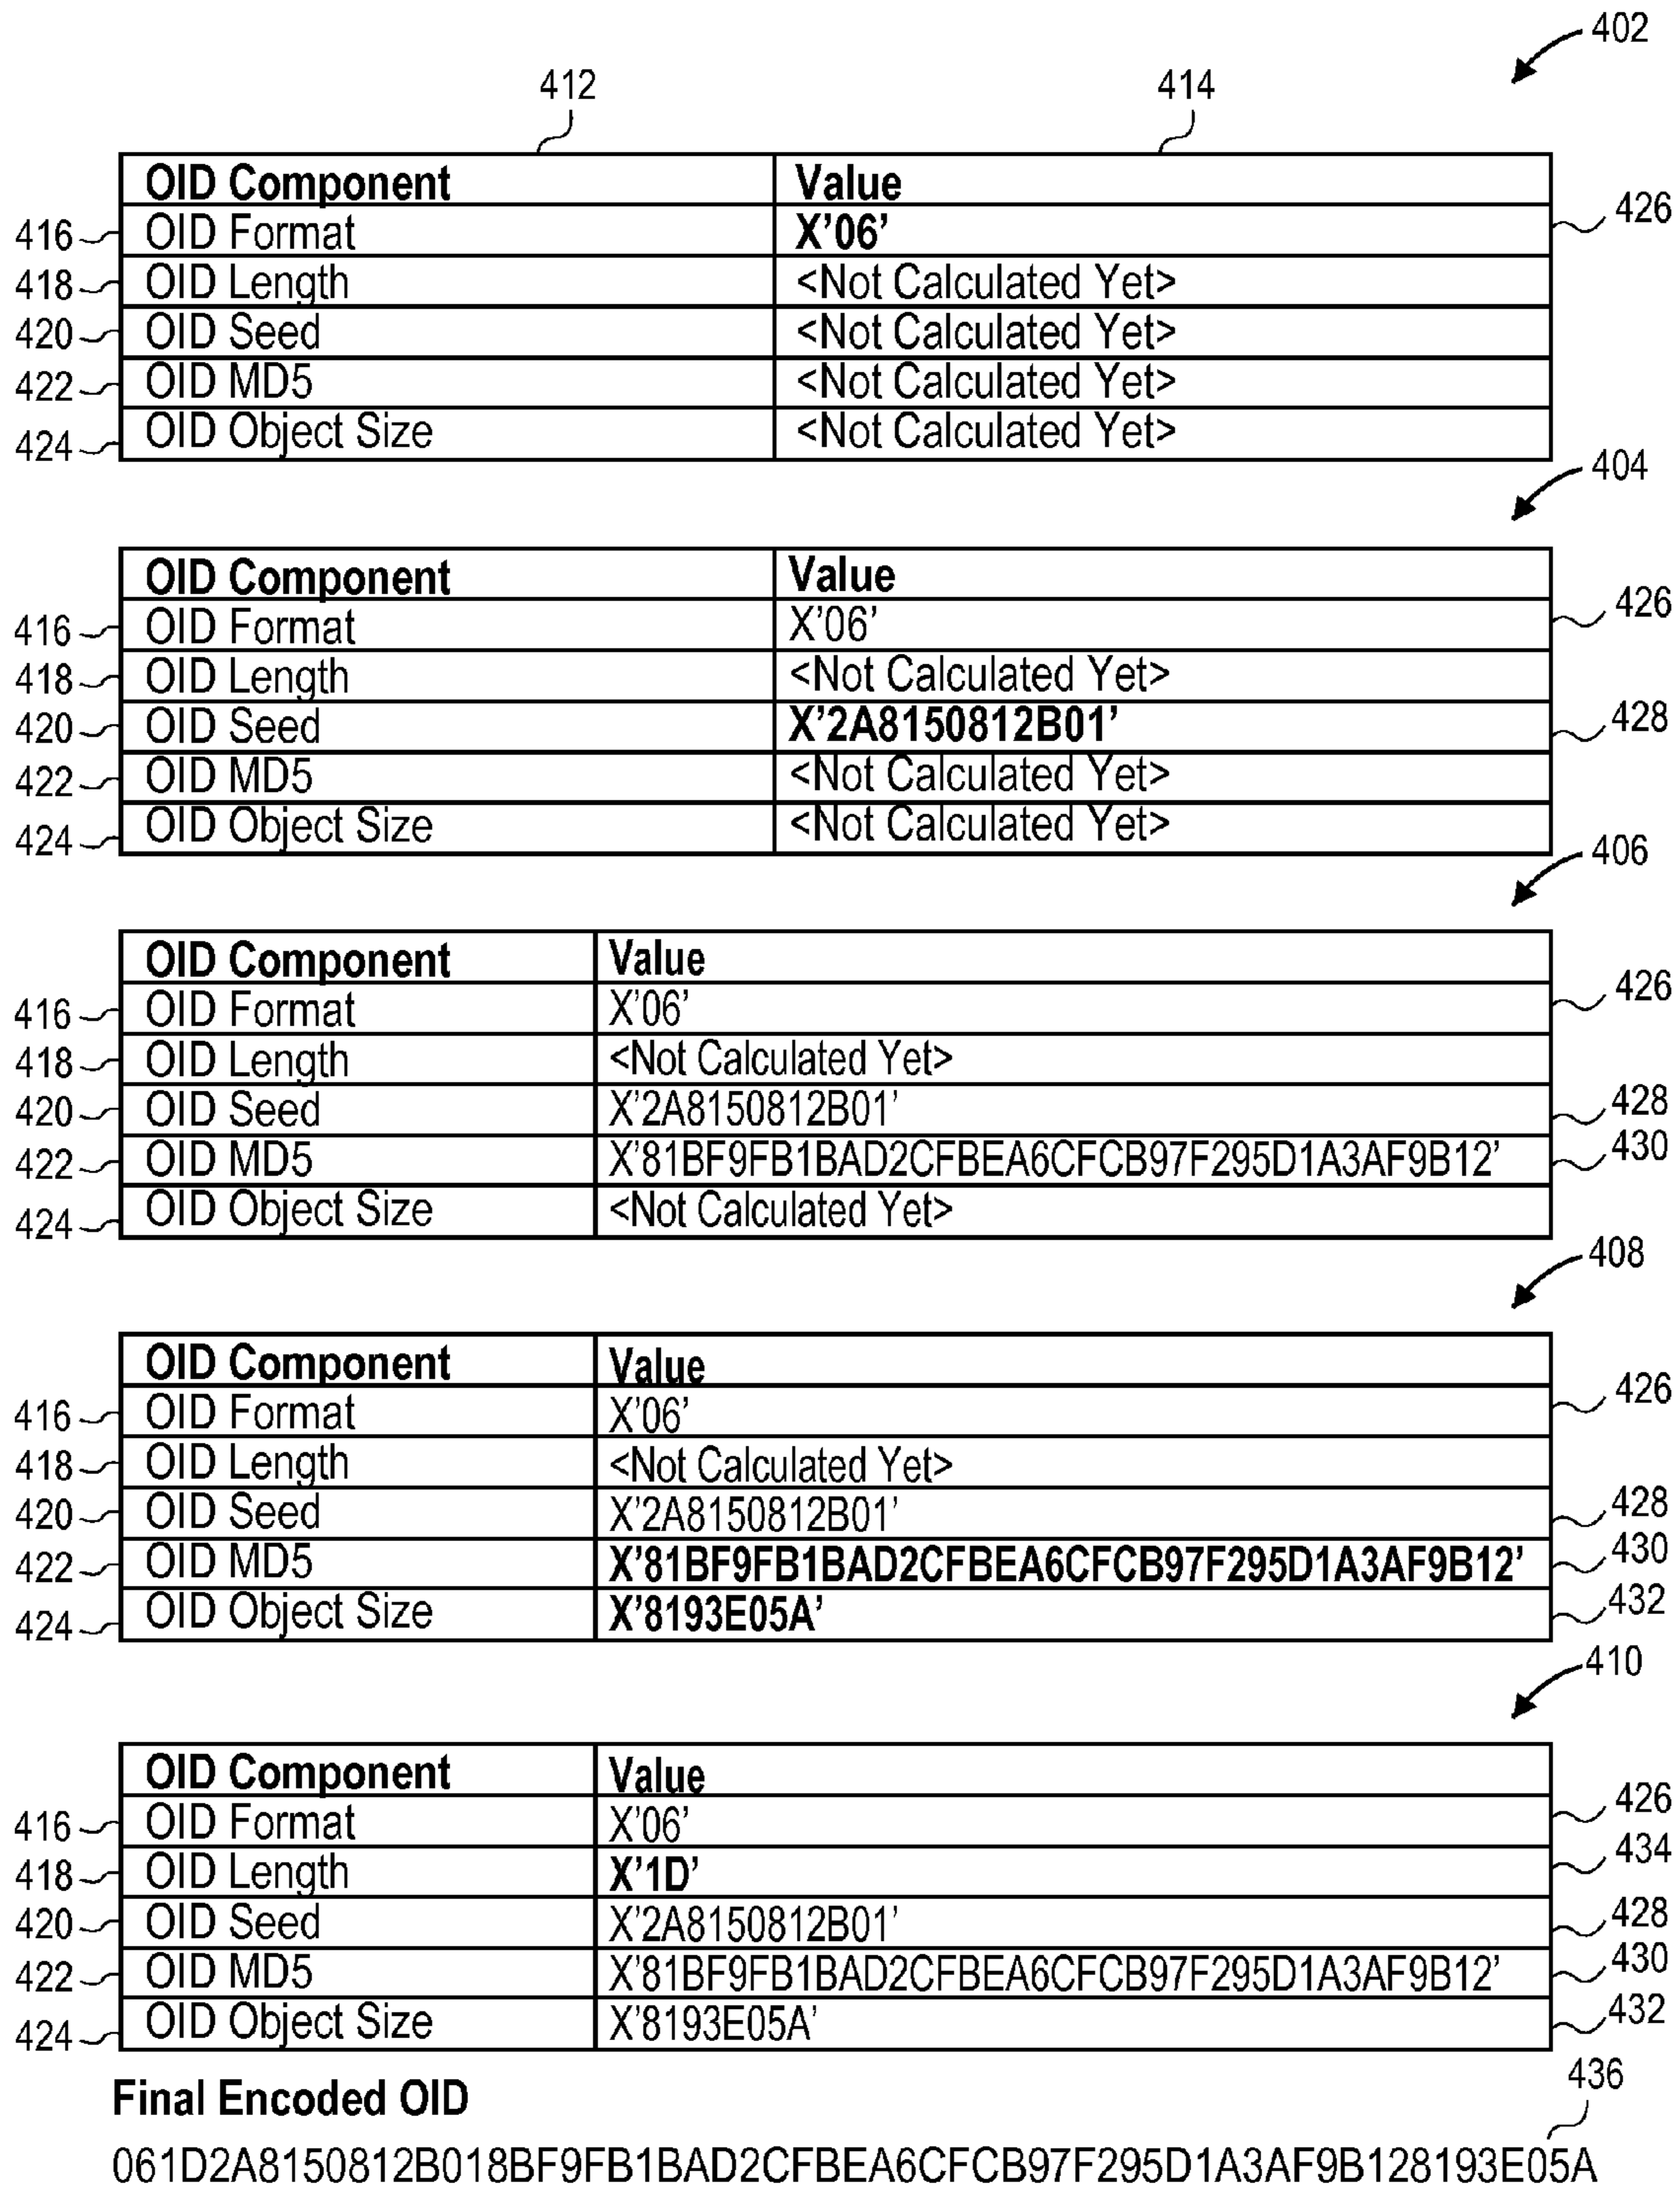 402
412 414
OID Component Value
416 OID Format X'06' 426
418 OID Length <Not Calculated Yet>
420 OID Seed <Not Calculated Yet>
422 OID MD5 <Not Calculated Yet>
424 OID Object Size <Not Calculated Yet>
404
OID Component Value
416 OID Format X'06' 426
418 OID Length <Not Calculated Yet>
420 OID Seed X'2A8150812B01' 428
422 OID MD5 <Not Calculated Yet>
424 OID Object Size <Not Calculated Yet>
406
OID Component Value
416 OID Format X'06' 426
418 OID Length <Not Calculated Yet>
420 OID Seed X'2A8150812B01' 428
422 OID MD5 X'81BF9FB1BAD2CFBEA6CFCB97F295D1A3AF9B12' 430
424 OID Object Size <Not Calculated Yet>
408
OID Component Value
416 OID Format X'06' 426
418 OID Length <Not Calculated Yet>
420 OID Seed X'2A8150812B01' 428
422 OID MD5 X'81BF9FB1BAD2CFBEA6CFCB97F295D1A3AF9B12' 430
424 OID Object Size X'8193E05A' 432
410
OID Component Value
416 OID Format X'06' 426
418 OID Length X'1D' 434
420 OID Seed X'2A8150812B01' 428
422 OID MD5 X'81BF9FB1BAD2CFBEA6CFCB97F295D1A3AF9B12' 430
424 OID Object Size X'8193E05A' 432
Final Encoded OID 436
061D2A8150812B018BF9FB1BAD2CFBEA6CFCB97F295D1A3AF9B128193E05A